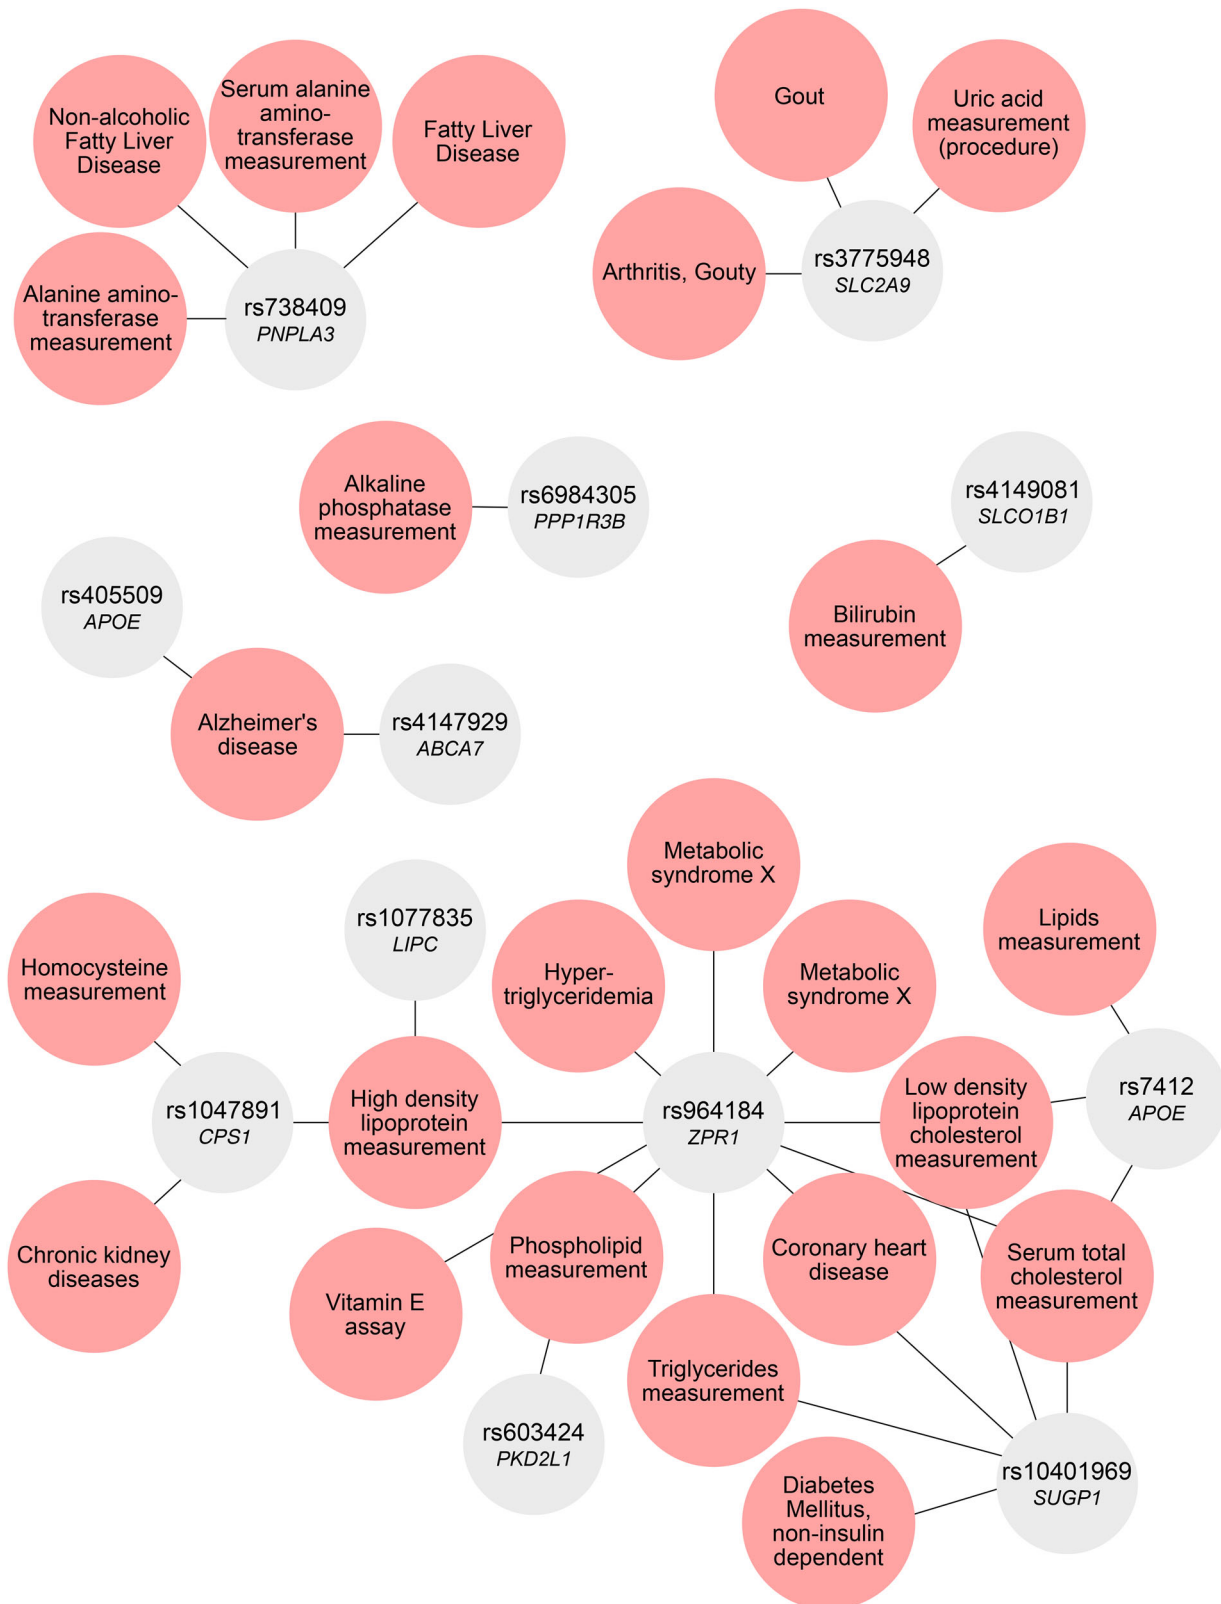 Non-alcoholic
Fatty Liver
Disease
Serum alanine
amino-
transferase
measurement
Fatty Liver
Disease
Alanine amino-
transferase
measurement
rs738409
PNPLA3
Gout
Uric acid
measurement
(procedure)
Arthritis, Gouty
rs3775948
SLC2A9
Alkaline
phosphatase
measurement
rs6984305
PPP1R3B
rs4149081
SLCO1B1
Bilirubin
measurement
rs405509
APOE
Alzheimer's
disease
rs4147929
ABCA7
Metabolic
syndrome X
rs1077835
LIPC
Lipids
measurement
Homocysteine
measurement
Hyper-
triglyceridemia
Metabolic
syndrome X
rs1047891
CPS1
High density
lipoprotein
measurement
rs964184
ZPR1
Low density
lipoprotein
cholesterol
measurement
rs7412
APOE
Chronic kidney
diseases
Vitamin E
assay
Phospholipid
measurement
Coronary heart
disease
Serum total
cholesterol
measurement
Triglycerides
measurement
rs603424
PKD2L1
Diabetes
Mellitus,
non-insulin
dependent
rs10401969
SUGP1